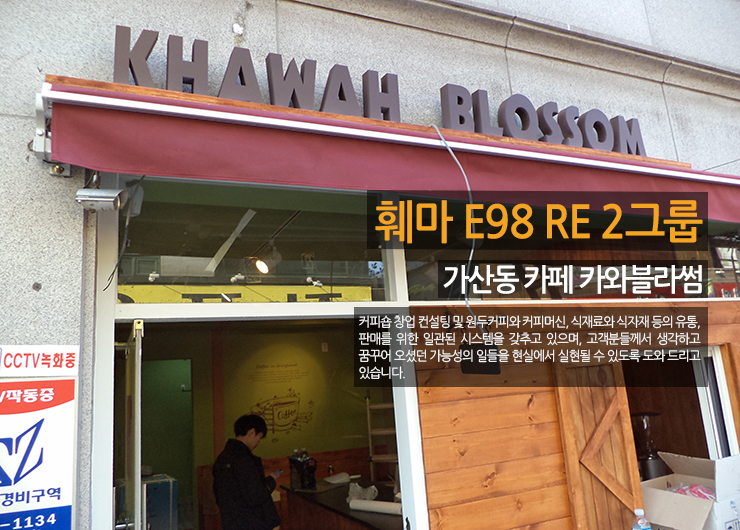 KHAWAH BLOSSOM
훼마 E98 RE 2그룹
가산동 카페 카와블라썸
커피숍 창업 컨설팅 및 원두커피와 커피머신, 식재료와 식자재 등의 유통,
판매를 위한 일관된 시스템을 갖추고 있으며, 고객분들께서 생각하고
꿈꾸어 오셨던 가능성의 일들을 현실에서 실현될 수 있도록 도와 드리고
있습니다.
CCTV녹화중
작동중
Coffee
경비구역
-1134